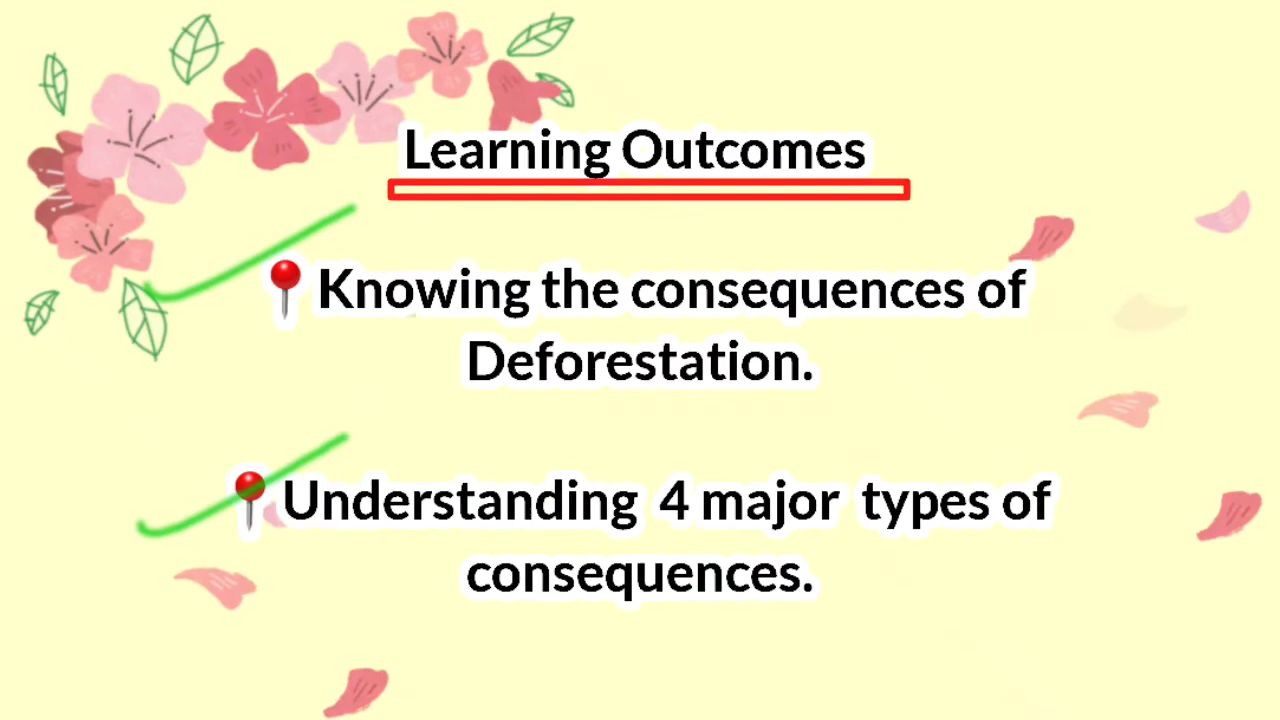 Learning Outcomes
📍Knowing the consequences of
Deforestation.
📍Understanding 4 major types of
consequences.